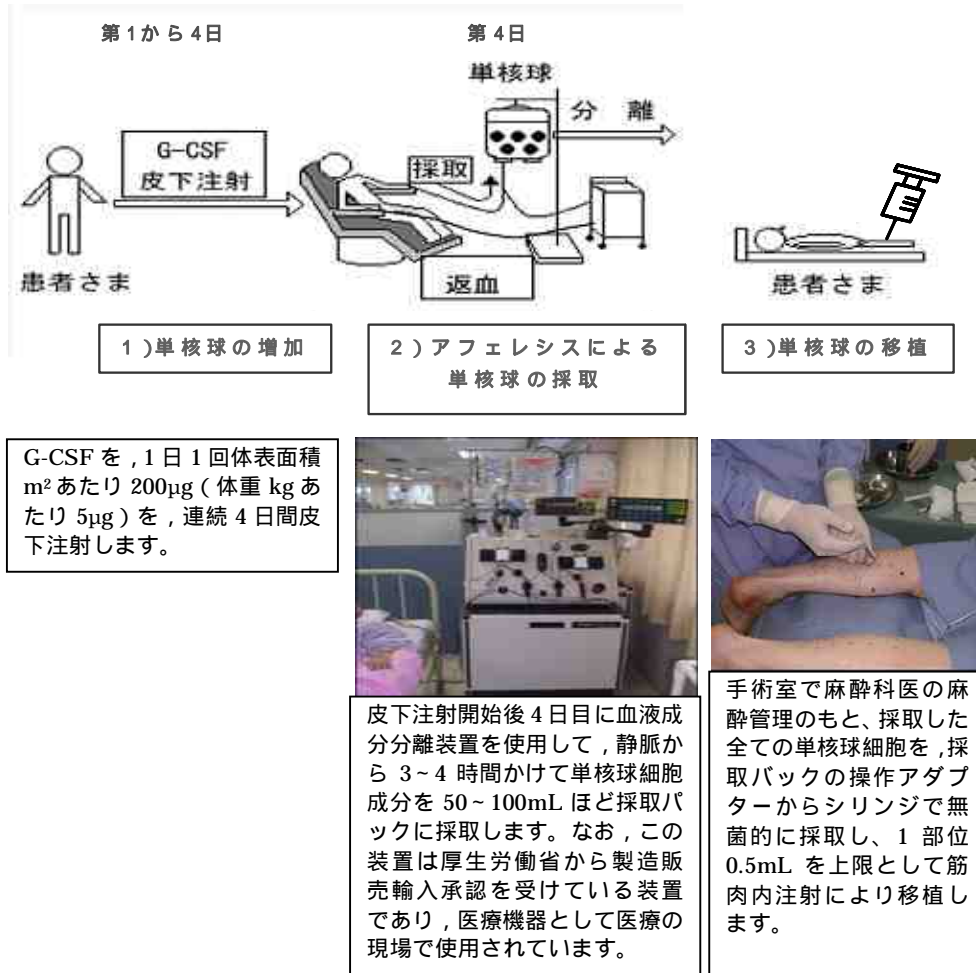 第1から4日
第4日
単核球
分 離
G-CSF
皮下注射
採取
返血
患者さま
患者さま
1)単核球の増加
2)アフェレシスによる
単核球の採取
3)単核球の移植
G-CSF を,1日1回体表面積
m²あたり 200μg(体重 kgあ
たり 5μg)を,連続 4日間皮
下注射します。
皮下注射開始後 4日目に血液成
分分離装置を使用して,静脈か
ら 3~4 時間かけて単核球細胞
成分を 50~100mL ほど採取パ
ックに採取します。なお,この
装置は厚生労働省から製造販
売輸入承認を受けている装置
であり,医療機器として医療の
現場で使用されています。
手術室で麻酔科医の麻
酔管理のもと、採取した
全ての単核球細胞を,採
取バックの操作アダプ
ターからシリンジで無
菌的に採取し、1 部位
0.5mL を上限として筋
肉内注射により移植し
ます。